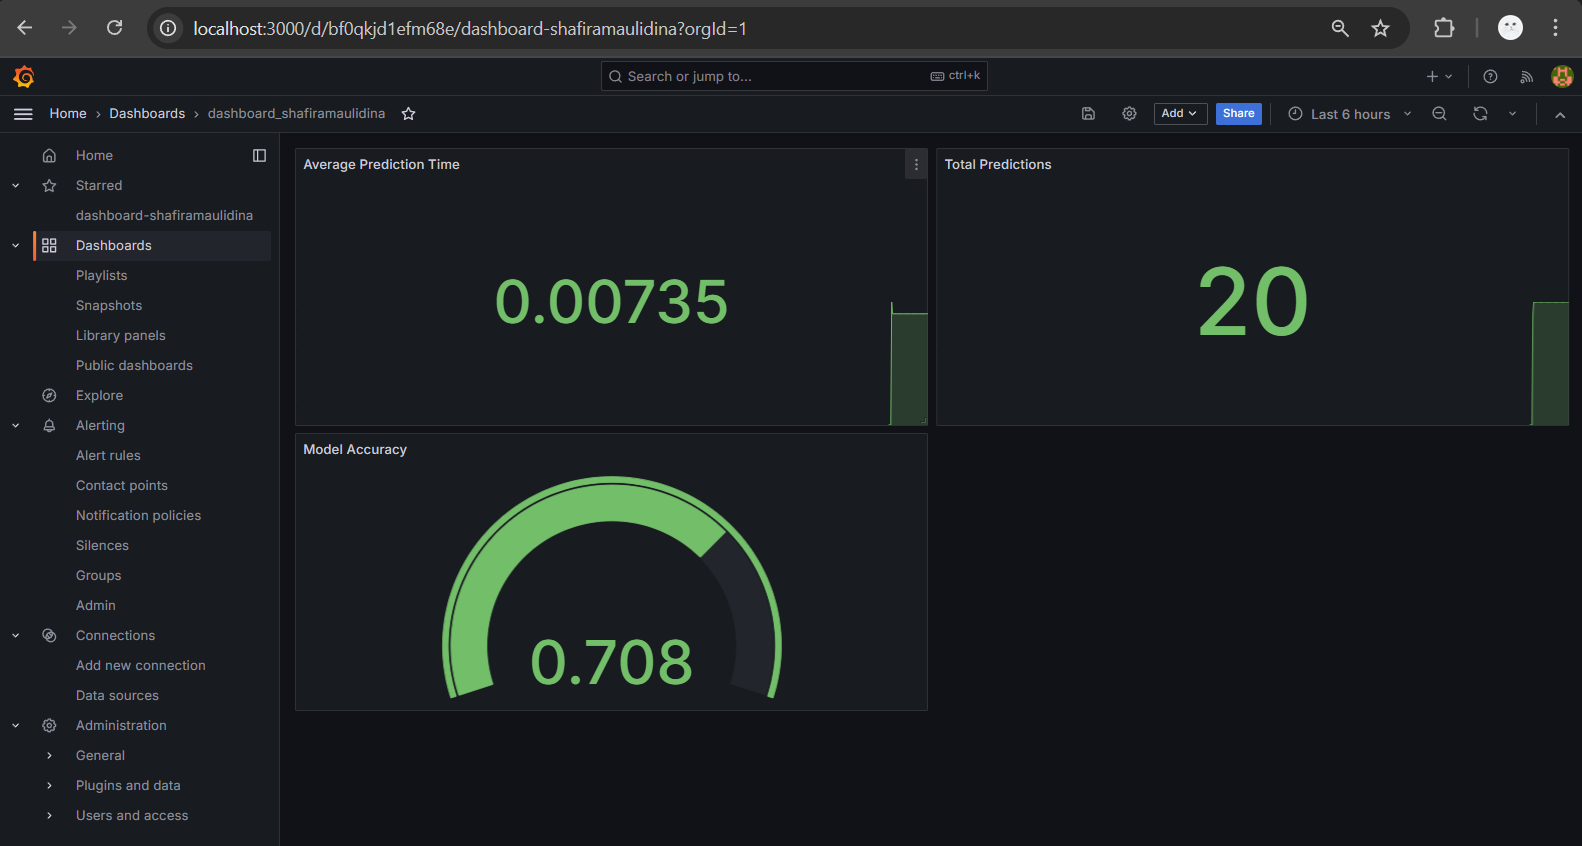 localhost:3000/d/bf0qkjd1efm68e/dashboard-shafiramaulidina?orgId=1
Search or jump to... ctrl+k
Home › Dashboards › dashboard_shafiramaulidina
Add Share Last 6 hours
Home
Starred
dashboard-shafiramaulidina
Dashboards
Playlists
Snapshots
Library panels
Public dashboards
Explore
Alerting
Alert rules
Contact points
Notification policies
Silences
Groups
Admin
Connections
Add new connection
Data sources
Administration
General
Plugins and data
Users and access
Average Prediction Time
0.00735
Total Predictions
20
Model Accuracy
0.708